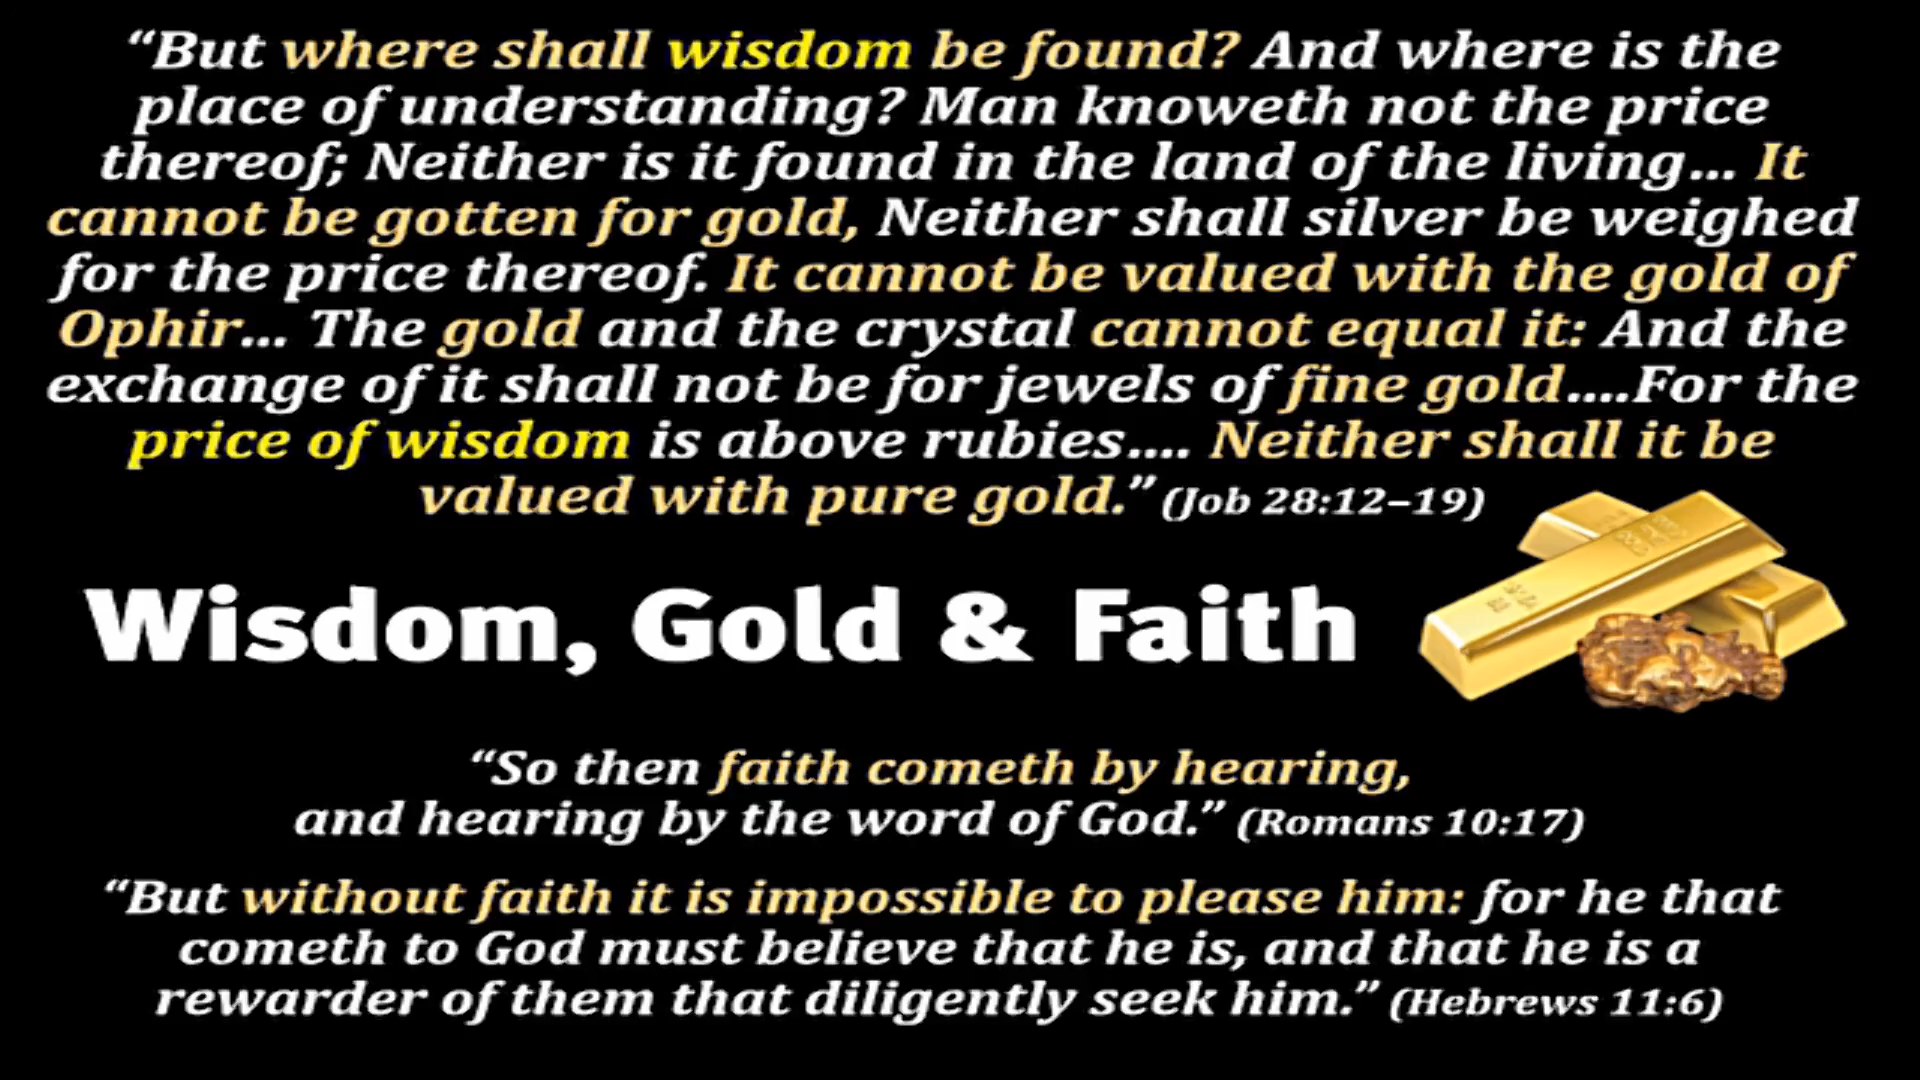 “But where shall wisdom be found? And where is the
place of understanding? Man knoweth not the price
thereof; Neither is it found in the land of the living... It
cannot be gotten for gold, Neither shall silver be weighed
for the price thereof. It cannot be valued with the gold of
Ophir... The gold and the crystal cannot equal it: And the
exchange of it shall not be for jewels of fine gold....For the
price of wisdom is above rubies.... Neither shall it be
valued with pure gold.” (Job 28:12–19)
Wisdom, Gold & Faith
“So then faith cometh by hearing,
and hearing by the word of God.” (Romans 10:17)
“But without faith it is impossible to please him: for he that
cometh to God must believe that he is, and that he is a
rewarder of them that diligently seek him.” (Hebrews 11:6)